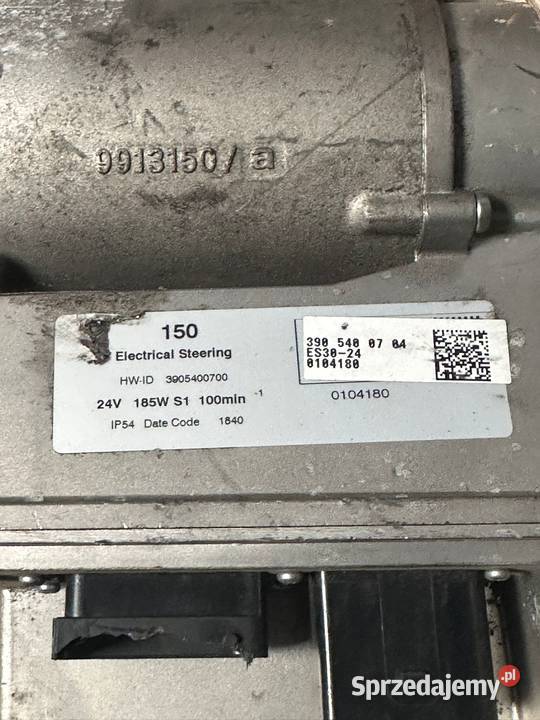 9913150/a
150
Electrical Steering
HW-ID 3905400700
24V 185W S1 100min -1
IP54 Date Code 1840
390 540 07 04
ES30-24
0104180
0104180
Sprzedajemy.pl